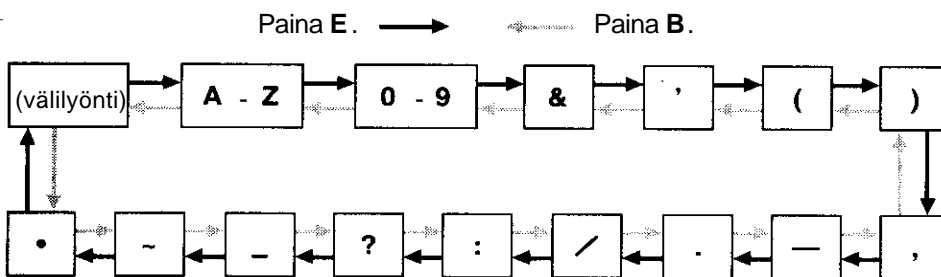 Paina E. Paina B.
(välilyönti) A - Z 0 - 9 & ' ( )
• ~ _ ? : / . — ,